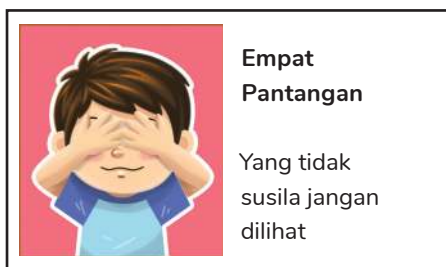 Empat
Pantangan
Yang tidak
susila jangan
dilihat